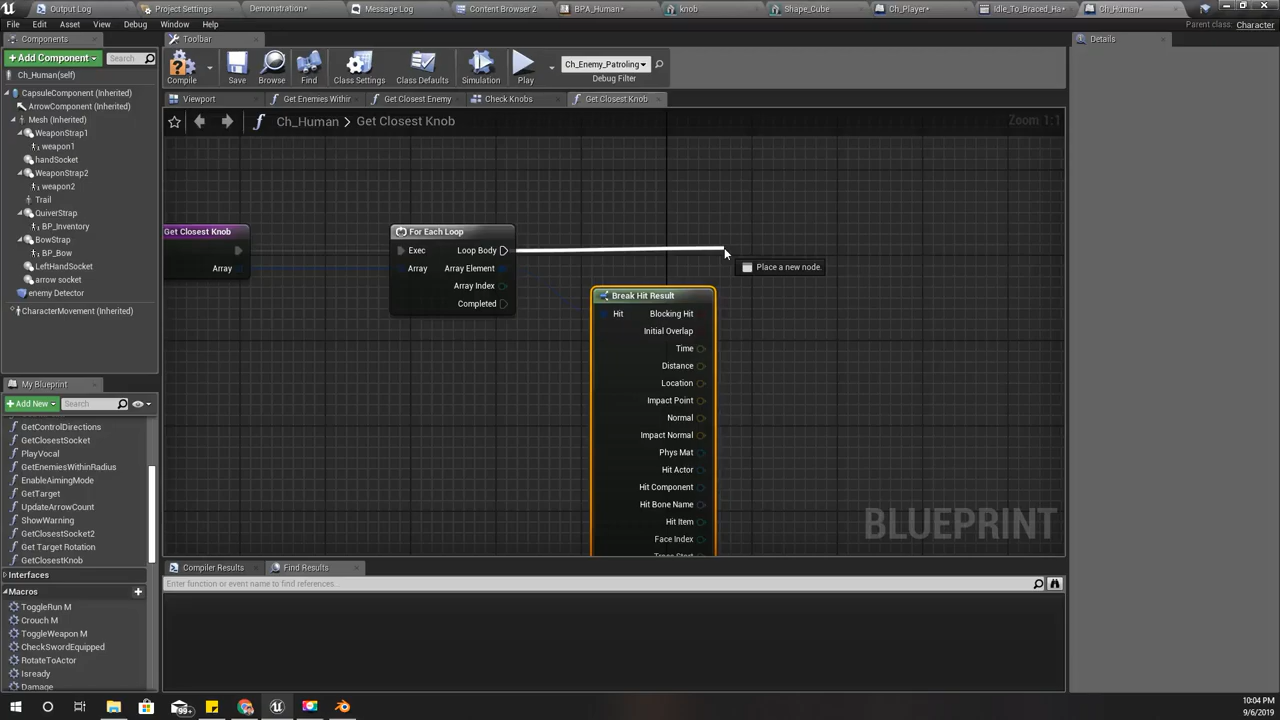 Output Log
Project Settings
Demonstration*
Message Log
Content Browser 2
BPA_Human*
knob
Shape_Cube
Ch_Player*
Idle_To_Braced_Ha*
Ch_Human*
File Edit Asset View Debug Window Help
Parent class: Character
Components
Toolbar
Details
Add Component
Search
Compile
Save
Browse
Find
Class Settings
Class Defaults
Simulation
Play
Ch_Enemy_Patroling
Debug Filter
Ch_Human(self)
CapsuleComponent (Inherited)
ArrowComponent (Inherited)
Mesh (Inherited)
WeaponStrap1
weapon1
handSocket
WeaponStrap2
weapon2
Trail
QuiverStrap
BP_Inventory
BowStrap
BP_Bow
LeftHandSocket
arrow socket
enemy Detector
CharacterMovement (Inherited)
Viewport
Get Enemies Withir
Get Closest Enemy
Check Knobs
Get Closest Knob
Ch_Human > Get Closest Knob
Zoom 1:1
Get Closest Knob
Array
For Each Loop
Exec Loop Body
Array Array Element
Array Index
Completed
Place a new node.
Break Hit Result
Hit Blocking Hit
Initial Overlap
Time
Distance
Location
Impact Point
Normal
Impact Normal
Phys Mat
Hit Actor
Hit Component
Hit Bone Name
Hit Item
Face Index
Trace Start
BLUEPRINT
My Blueprint
Add New
Search
GetControlDirections
GetClosestSocket
PlayVocal
GetEnemiesWithinRadius
EnableAimingMode
GetTarget
UpdateArrowCount
ShowWarning
GetClosestSocket2
Get Target Rotation
GetClosestKnob
Interfaces
Macros
ToggleRun M
Crouch M
ToggleWeapon M
CheckSwordEquipped
RotateToActor
Isready
Damage
Compiler Results
Find Results
Enter function or event name to find references...
99+
10:04 PM
9/6/2019